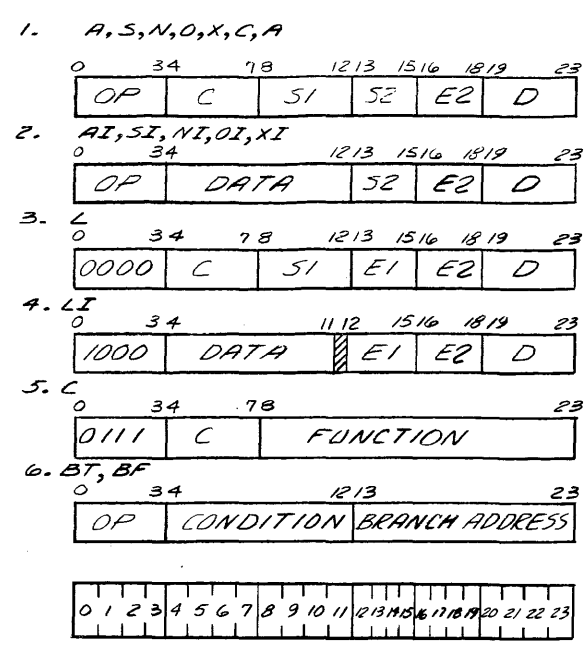 1. A,S,N,O,X,C,A
0 34 78 1213 1516 1819 23
OP C S1 S2 E2 D
2. AI,SI,NI,OI,XI
0 34 1213 1516 1819 23
OP DATA S2 E2 D
3. L
0 34 78 1213 1516 1819 23
0000 C S1 E1 E2 D
4. LI
0 34 1112 1516 1819 23
1000 DATA E1 E2 D
5. C
0 34 78 23
0111 C FUNCTION
6. BT, BF
0 34 1213 23
OP CONDITION BRANCH ADDRESS
0 1 2 3 4 5 6 7 8 9 10 11 12 13 14 15 16 17 18 19 20 21 22 23